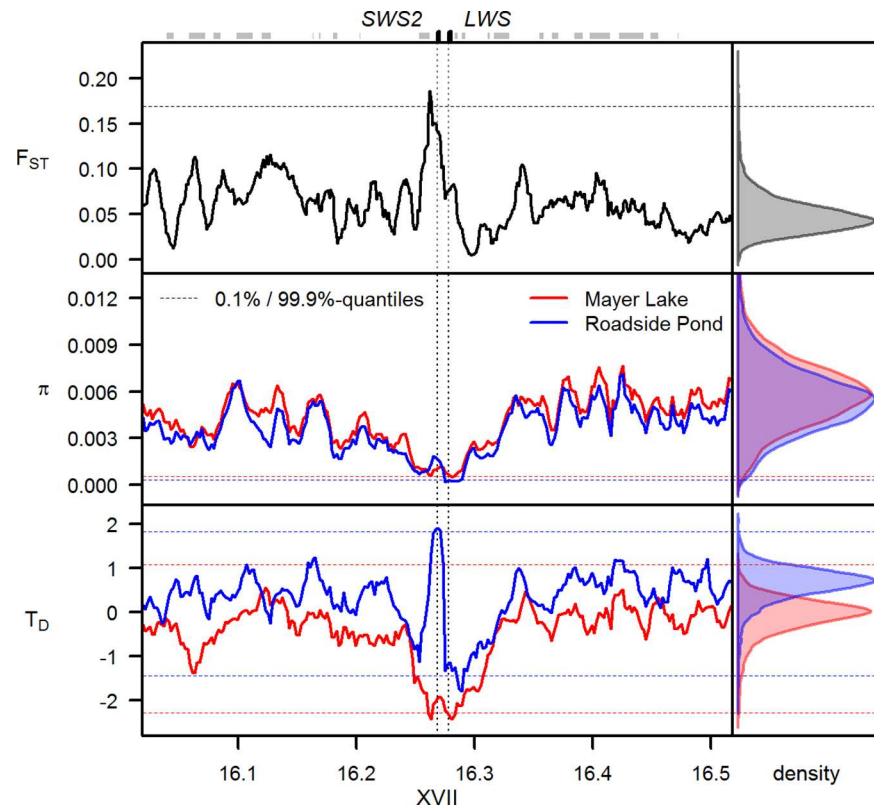 SWS2 LWS
0.20
0.15
F_ST
0.10
0.05
0.00
0.012
---------- 0.1% / 99.9%-quantiles
Mayer Lake
Roadside Pond
0.009
π
0.006
0.003
0.000
2
1
T_D
0
-1
-2
16.1 16.2 16.3 16.4 16.5 density
XVII